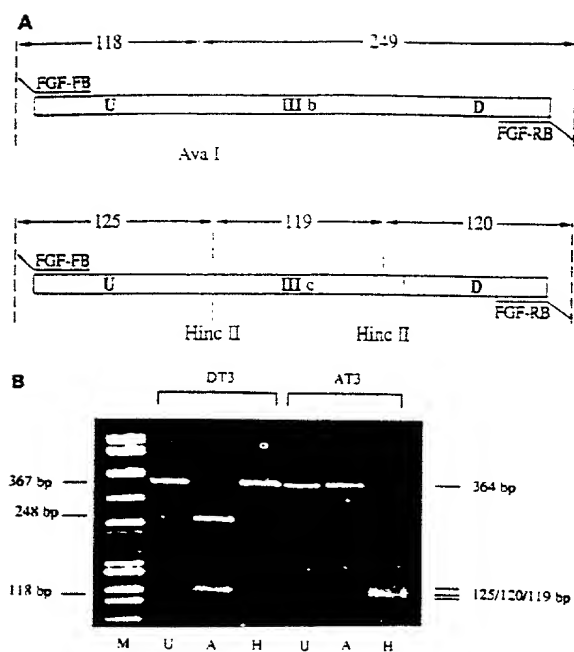 A
118 249
FGF-FB
U III b D
FGF-RB
Ava I
125 119 120
FGF-FB
U III c D
FGF-RB
Hinc II Hinc II
B
DT3 AT3
367 bp 364 bp
248 bp
118 bp 125/120/119 bp
M U A H U A H